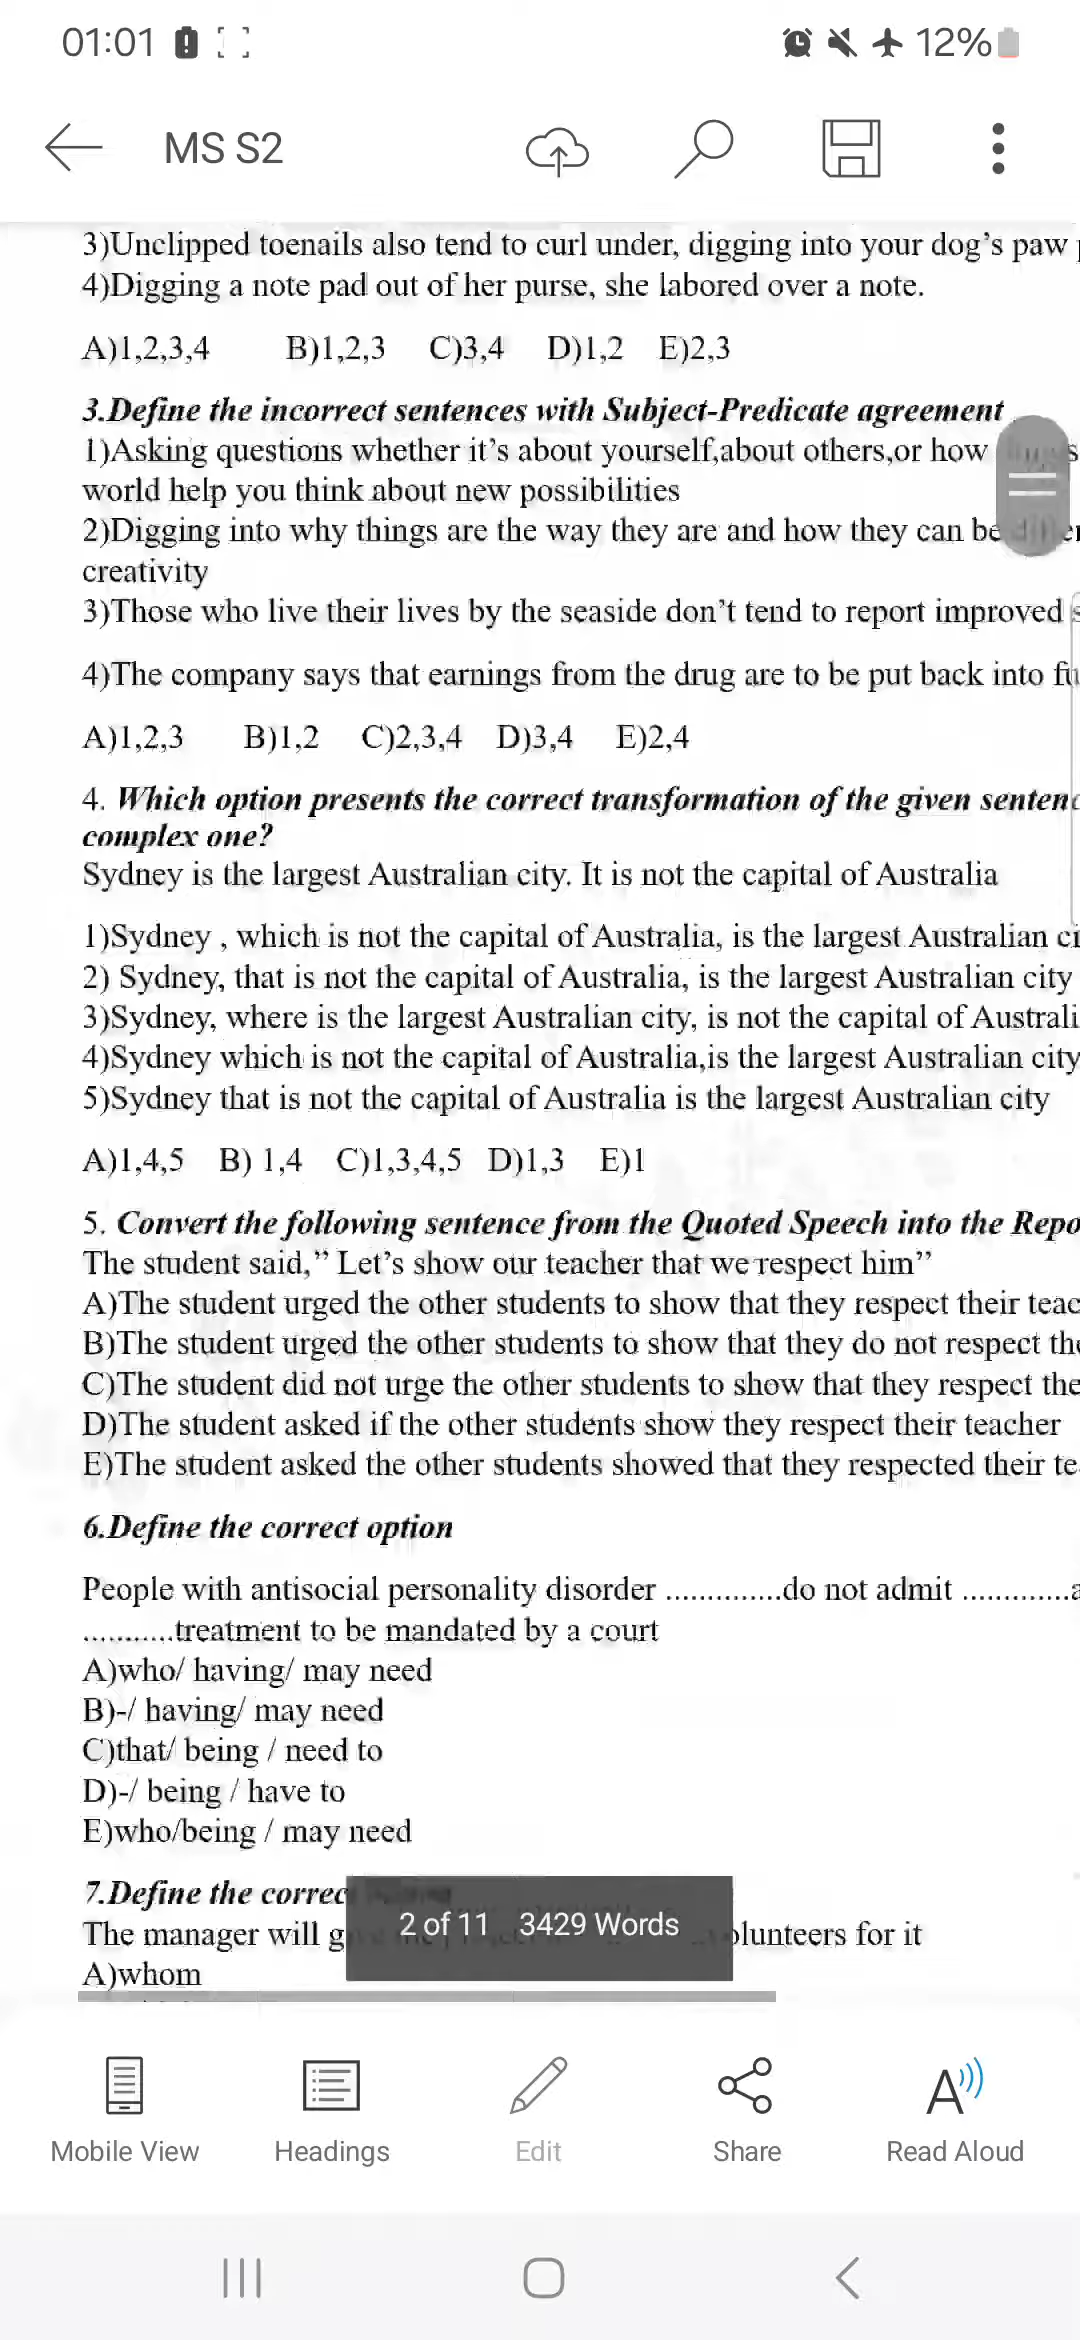 01:01
12%
MS S2
3)Unclipped toenails also tend to curl under, digging into your dog's paw
4)Digging a note pad out of her purse, she labored over a note.
A)1,2,3,4 B)1,2,3 C)3,4 D)1,2 E)2,3
3.Define the incorrect sentences with Subject-Predicate agreement
1)Asking questions whether it's about yourself,about others,or how
world help you think about new possibilities
2)Digging into why things are the way they are and how they can be
creativity
3)Those who live their lives by the seaside don't tend to report improved
4)The company says that earnings from the drug are to be put back into
A)1,2,3 B)1,2 C)2,3,4 D)3,4 E)2,4
4. Which option presents the correct transformation of the given
complex one?
Sydney is the largest Australian city. It is not the capital of Australia
1)Sydney , which is not the capital of Australia, is the largest Australian
2) Sydney, that is not the capital of Australia, is the largest Australian city
3)Sydney, where is the largest Australian city, is not the capital of
4)Sydney which is not the capital of Australia,is the largest Australian city
5)Sydney that is not the capital of Australia is the largest Australian city
A)1,4,5 B) 1,4 C)1,3,4,5 D)1,3 E)1
5. Convert the following sentence from the Quoted Speech into the
The student said," Let's show our teacher that we respect him"
A)The student urged the other students to show that they respect their
B)The student urged the other students to show that they do not respect
C)The student did not urge the other students to show that they respect
D)The student asked if the other students show they respect their teacher
E)The student asked the other students showed that they respected their
6.Define the correct option
People with antisocial personality disorder .............do not admit .............
............treatment to be mandated by a court
A)who/ having/ may need
B)-/ having/ may need
C)that/ being / need to
D)-/ being / have to
E)who/being / may need
7.Define the
The manager will for it
A)whom
2 of 11 3429 Words
Mobile View Headings Edit Share Read Aloud